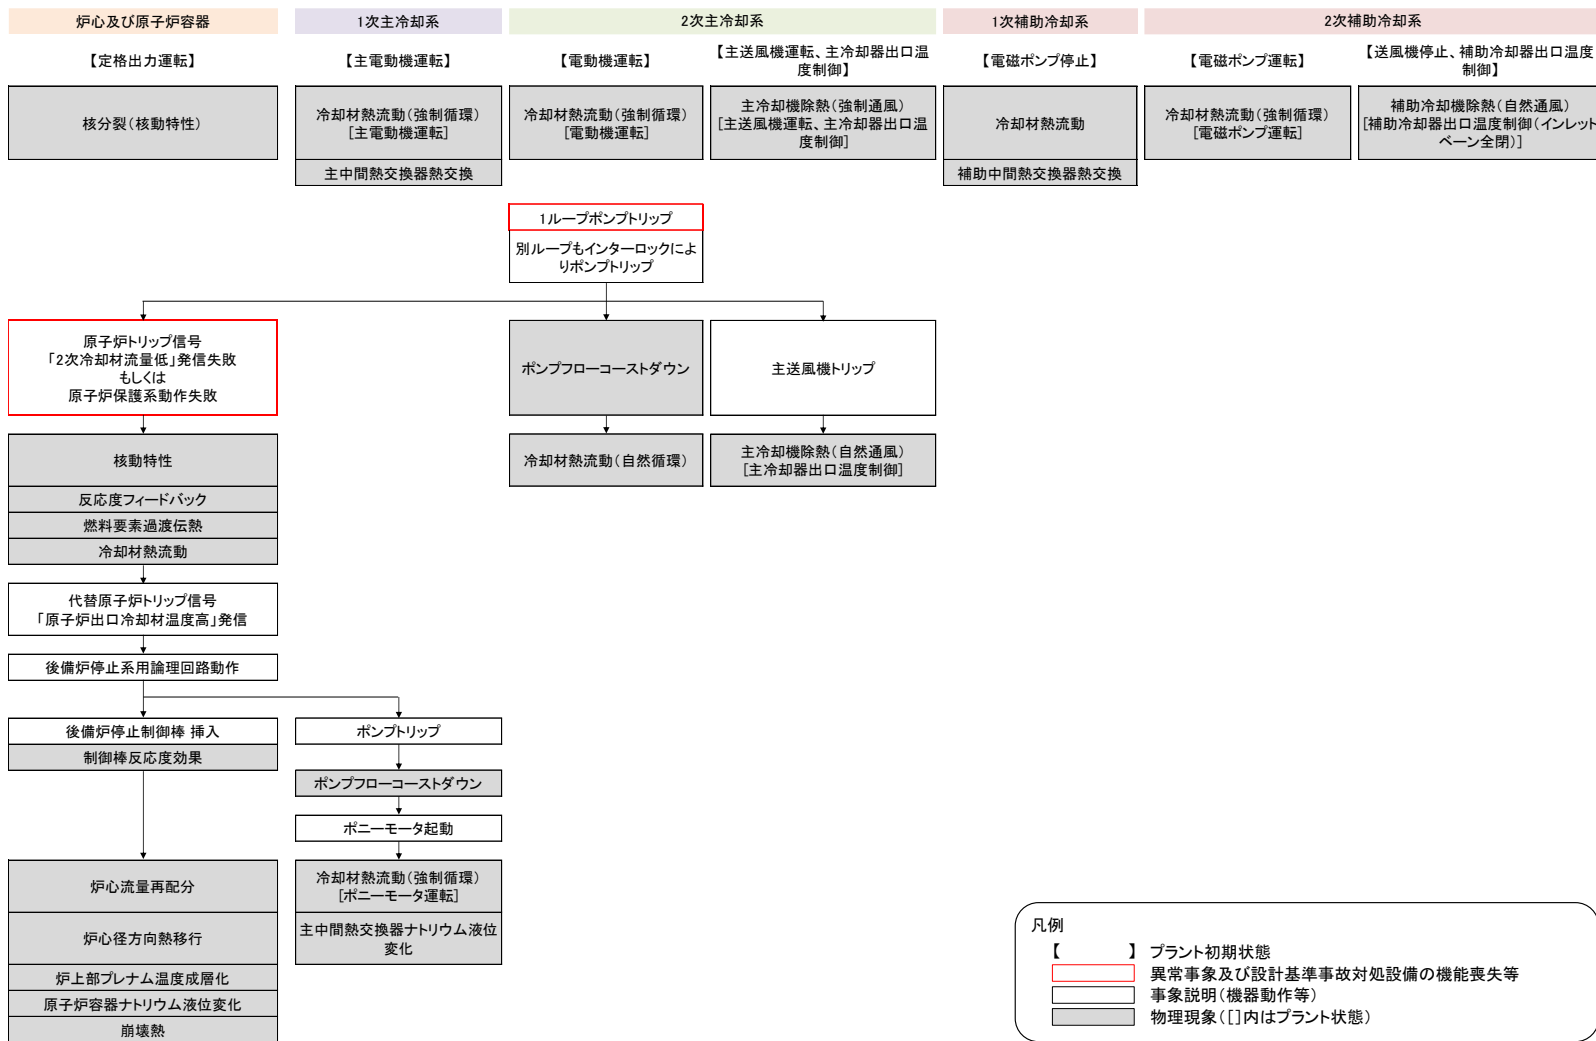 炉心及び原子炉容器
1次主冷却系
2次主冷却系
1次補助冷却系
2次補助冷却系
【定格出力運転】
【主電動機運転】
【電動機運転】
【主送風機運転、主冷却器出口温
度制御】
【電磁ポンプ停止】
【電磁ポンプ運転】
【送風機停止、補助冷却器出口温度
制御】
核分裂（核動特性）
冷却材熱流動（強制循環）
[主電動機運転]
主中間熱交換器熱交換
冷却材熱流動（強制循環）
[電動機運転]
主冷却機除熱（強制通風）
[主送風機運転、主冷却器出口温
度制御]
冷却材熱流動
補助中間熱交換器熱交換
冷却材熱流動（強制循環）
[電磁ポンプ運転]
補助冷却機除熱（自然通風）
[補助冷却器出口温度制御（インレット
ベーン全閉）]
1ループポンプトリップ
別ループもインターロックによ
りポンプトリップ
原子炉トリップ信号
「2次冷却材流量低」発信失敗
もしくは
原子炉保護系動作失敗
ポンプフローコーストダウン
主送風機トリップ
核動特性
反応度フィードバック
燃料要素過渡伝熱
冷却材熱流動
冷却材熱流動（自然循環）
主冷却機除熱（自然通風）
[主冷却器出口温度制御]
代替原子炉トリップ信号
「原子炉出口冷却材温度高」発信
後備炉停止系用論理回路動作
後備炉停止制御棒 挿入
制御棒反応度効果
ポンプトリップ
ポンプフローコーストダウン
ポニーモータ起動
冷却材熱流動（強制循環）
[ポニーモータ運転]
主中間熱交換器ナトリウム液位
変化
炉心流量再配分
炉心径方向熱移行
炉上部プレナム温度成層化
原子炉容器ナトリウム液位変化
崩壊熱
凡例
【　　　】 プラント初期状態
異常事象及び設計基準事故対処設備の機能喪失等
事象説明（機器動作等）
物理現象（[]内はプラント状態）